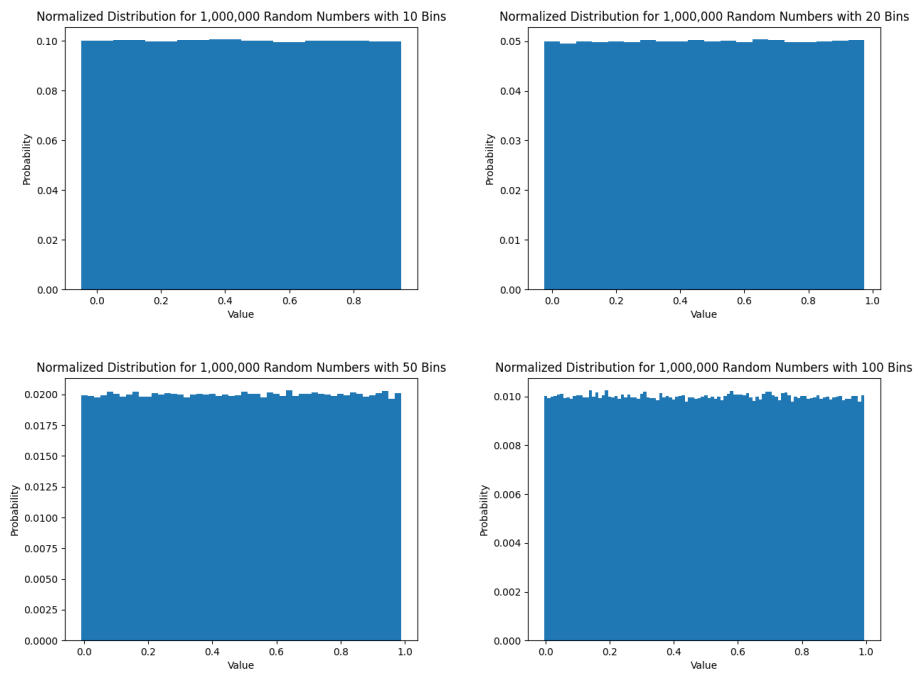 Normalized Distribution for 1,000,000 Random Numbers with 10 Bins
0.10
0.08
0.06
0.04
0.02
0.00
Probability
0.0 0.2 0.4 0.6 0.8
Value
Normalized Distribution for 1,000,000 Random Numbers with 20 Bins
0.05
0.04
0.03
0.02
0.01
0.00
Probability
0.0 0.2 0.4 0.6 0.8 1.0
Value
Normalized Distribution for 1,000,000 Random Numbers with 50 Bins
0.0200
0.0175
0.0150
0.0125
0.0100
0.0075
0.0050
0.0025
0.0000
Probability
0.0 0.2 0.4 0.6 0.8 1.0
Value
Normalized Distribution for 1,000,000 Random Numbers with 100 Bins
0.010
0.008
0.006
0.004
0.002
0.000
Probability
0.0 0.2 0.4 0.6 0.8 1.0
Value